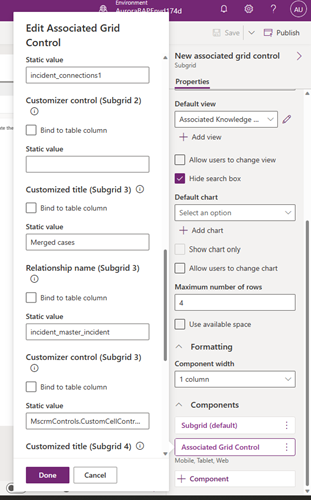 Environment
AuroraBAPEnvd174d
AU
Save
Publish
Edit Associated Grid
Control
Static value
incident_connections1
Customizer control (Subgrid 2)
Bind to table column
Static value
Customized title (Subgrid 3)
Bind to table column
Static value
Merged cases
Relationship name (Subgrid
3)
Bind to table column
Static value
incident_master_incident
Customizer control (Subgrid 3)
Bind to table column
Static value
MscrmControls.CustomCellContr...
Customized title (Subgrid 4)
Done
Cancel
New associated grid control
Subgrid
Properties
Default view
Associated Knowledge ...
Add view
Allow users to change view
Hide search box
Default chart
Select an option
Add chart
Show chart only
Allow users to change chart
Maximum number of rows
4
Use available space
Formatting
Component width
1 column
Components
Subgrid (default)
Associated Grid Control
Mobile, Tablet, Web
Component